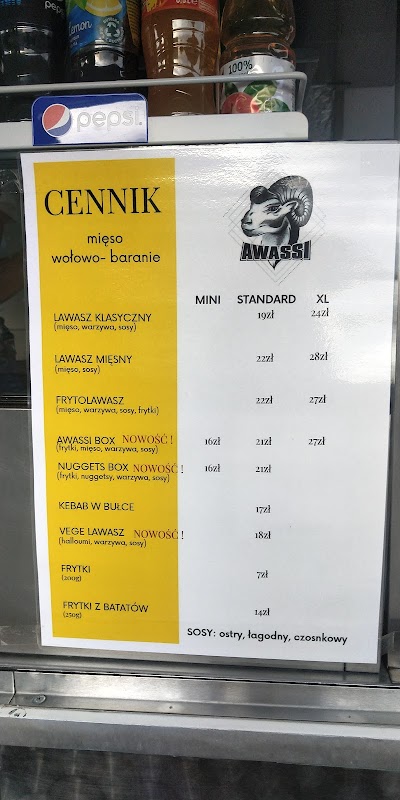 pepsi
Lemon
100%
pepsi
CENNIK
mięso
wołowo- baranie
AWASSI
MINI STANDARD XL
LAWASZ KLASYCZNY 19zł 24zł
(mięso, warzywa, sosy)
LAWASZ MIĘSNY 22zł 28zł
(mięso, sosy)
FRYTOLAWASZ 22zł 27zł
(mięso, warzywa, sosy, frytki)
AWASSI BOX NOWOŚĆ! 16zł 21zł 27zł
(frytki, mięso, warzywa, sosy)
NUGGETS BOX NOWOŚĆ! 16zł 21zł
(frytki, nuggetsy, warzywa, sosy)
KEBAB W BUŁCE 17zł
VEGE LAWASZ NOWOŚĆ! 18zł
(halloumi, warzywa, sosy)
FRYTKI 7zł
(200g)
FRYTKI Z BATATÓW 14zł
(250g)
SOSY: ostry, łagodny, czosnkowy